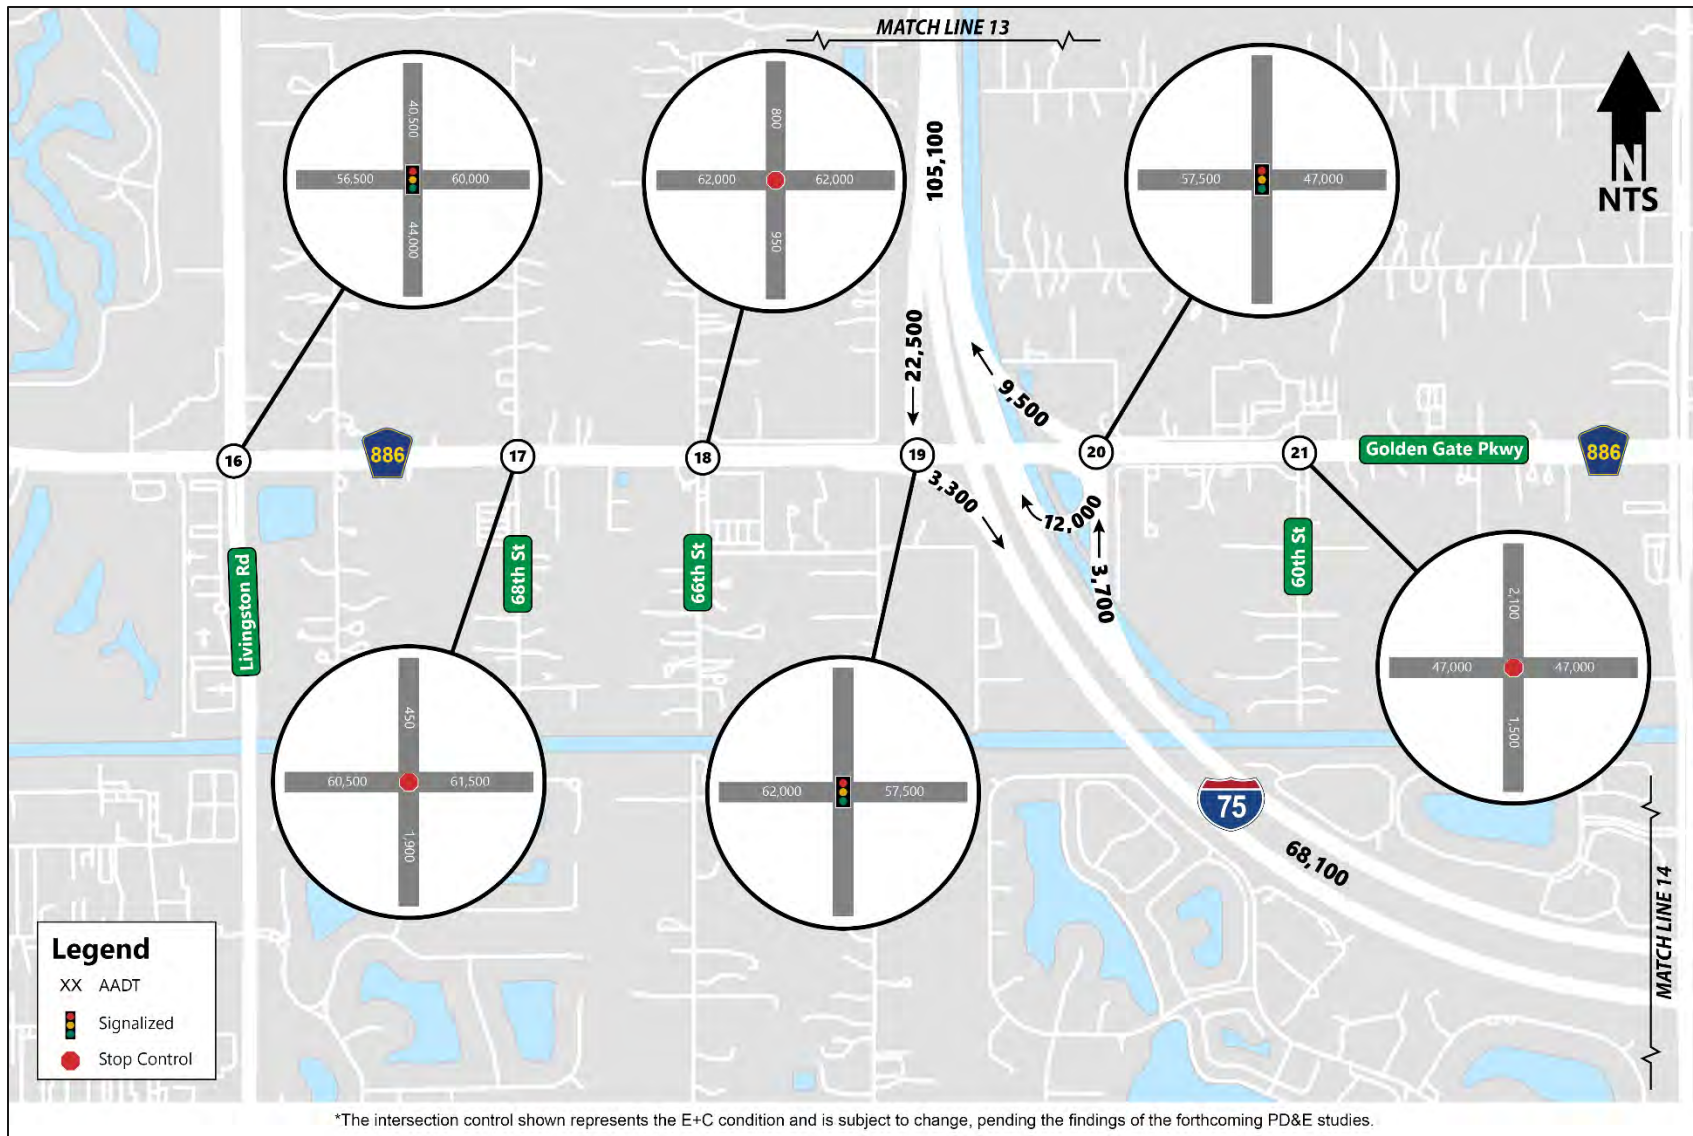 MATCH LINE 13
N
NTS
40,500
56,500
60,000
44,000
800
62,000
62,000
950
57,500
47,000
105,100
22,500
9,500
16
886
17
18
19
20
21
Golden Gate Pkwy
886
3,300
12,000
3,700
Livingston Rd
68th St
66th St
60th St
450
60,500
61,500
1,900
62,000
57,500
2,100
47,000
47,000
1,500
75
68,100
MATCH LINE 14
Legend
XX AADT
Signalized
Stop Control
*The intersection control shown represents the E+C condition and is subject to change, pending the findings of the forthcoming PD&E studies.